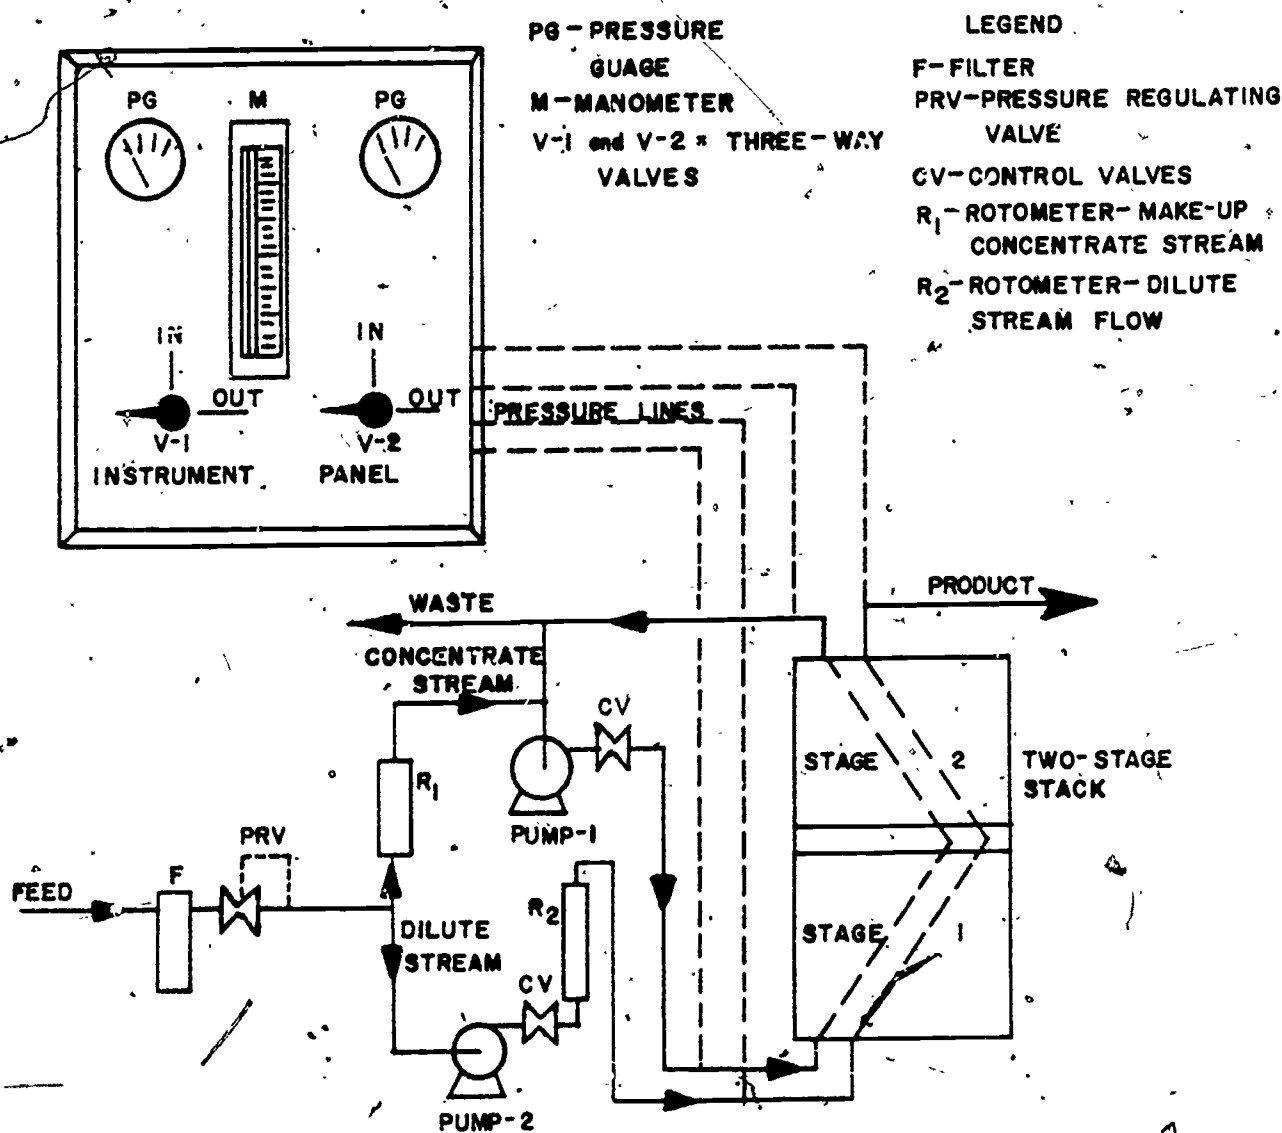 PG-PRESSURE
GUAGE
M-MANOMETER
V-1 and V-2 = THREE-WAY
VALVES
LEGEND
F-FILTER
PRV-PRESSURE REGULATING
VALVE
CV-CONTROL VALVES
R1-ROTOMETER-MAKE-UP
CONCENTRATE STREAM
R2-ROTOMETER-DILUTE
STREAM FLOW
PG M PG
IN IN
OUT OUT
V-1 V-2
INSTRUMENT PANEL
PRESSURE LINES
WASTE
PRODUCT
CONCENTRATE
STREAM
CV
R1
PUMP-1
STAGE 2
TWO-STAGE
STACK
PRV
FEED
F
DILUTE
STREAM
R2
CV
STAGE 1
PUMP-2